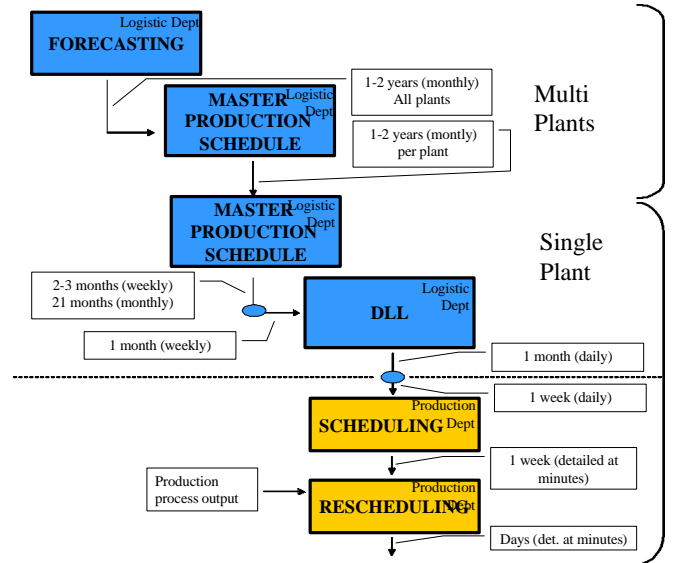 Logistic Dept
FORECASTING
1-2 years (monthly)
All plants
Multi
Plants
Logistic
Dept
MASTER
PRODUCTION
SCHEDULE
1-2 years (montly)
per plant
Logistic
Dept
MASTER
PRODUCTION
SCHEDULE
Single
Plant
2-3 months (weekly)
21 months (monthly)
Logistic
Dept
DLL
1 month (weekly)
1 month (daily)
1 week (daily)
Production
Dept
SCHEDULING
1 week (detailed at
minutes)
Production
process output
Production
Dept
RESCHEDULING
Days (det. at minutes)